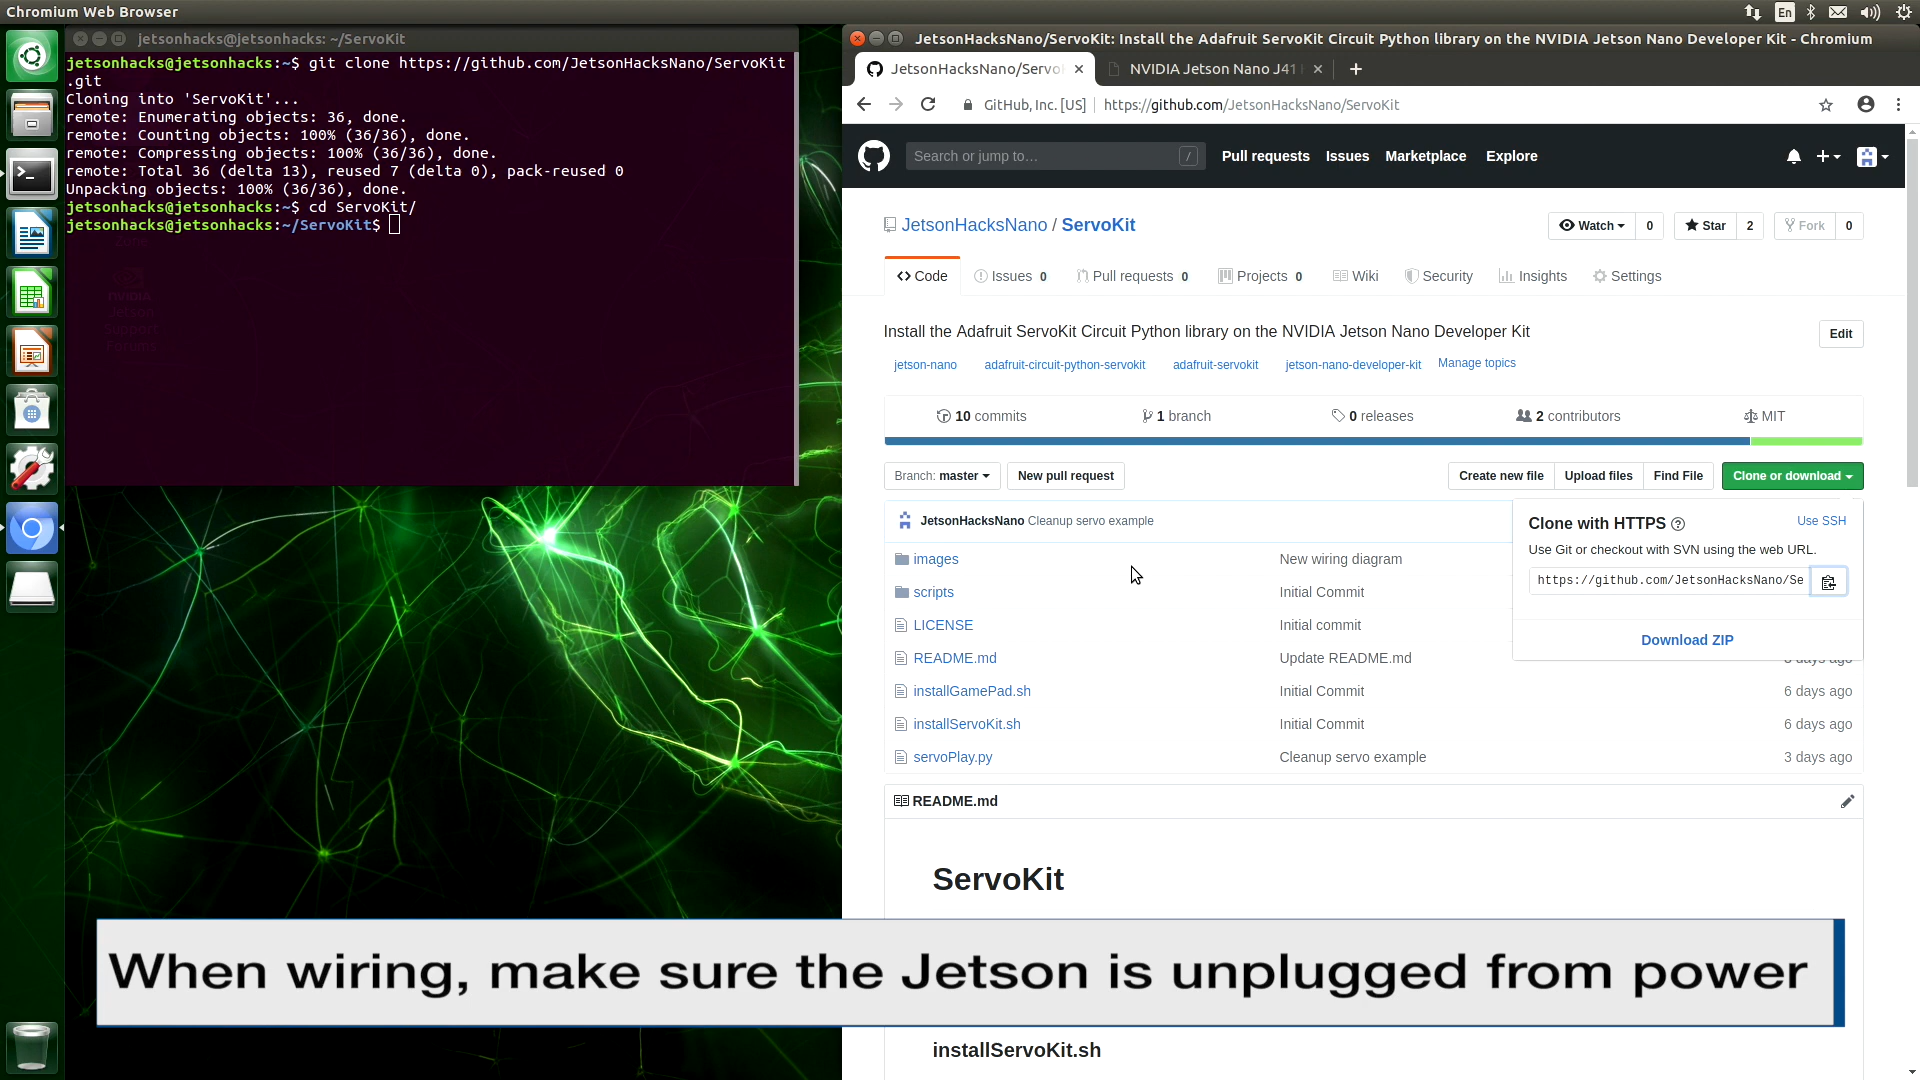 Chromium Web Browser
En
jetsonhacks@jetsonhacks: ~/ServoKit
jetsonhacks@jetsonhacks:~$ git clone https://github.com/JetsonHacksNano/ServoKit
.git
Cloning into 'ServoKit'...
remote: Enumerating objects: 36, done.
remote: Counting objects: 100% (36/36), done.
remote: Compressing objects: 100% (36/36), done.
remote: Total 36 (delta 13), reused 7 (delta 0), pack-reused 0
Unpacking objects: 100% (36/36), done.
jetsonhacks@jetsonhacks:~$ cd ServoKit/
jetsonhacks@jetsonhacks:~/ServoKit$
Zone
nvidia
Jetson
Support
Forums
JetsonHacksNano/ServoKit: Install the Adafruit ServoKit Circuit Python library on the NVIDIA Jetson Nano Developer Kit - Chromium
JetsonHacksNano/Servo
NVIDIA Jetson Nano J41
GitHub, Inc. [US] | https://github.com/JetsonHacksNano/ServoKit
Search or jump to… /
Pull requests Issues Marketplace Explore
JetsonHacksNano / ServoKit
Watch 0 Star 2 Fork 0
Code Issues 0 Pull requests 0 Projects 0 Wiki Security Insights Settings
Install the Adafruit ServoKit Circuit Python library on the NVIDIA Jetson Nano Developer Kit
Edit
jetson-nano adafruit-circuit-python-servokit adafruit-servokit jetson-nano-developer-kit Manage topics
10 commits 1 branch 0 releases 2 contributors MIT
Branch: master New pull request Create new file Upload files Find File Clone or download
JetsonHacksNano Cleanup servo example
Clone with HTTPS Use SSH
Use Git or checkout with SVN using the web URL.
https://github.com/JetsonHacksNano/Se
Download ZIP
images New wiring diagram
scripts Initial Commit
LICENSE Initial commit
README.md Update README.md days ago
installGamePad.sh Initial Commit 6 days ago
installServoKit.sh Initial Commit 6 days ago
servoPlay.py Cleanup servo example 3 days ago
README.md
ServoKit
When wiring, make sure the Jetson is unplugged from power
installServoKit.sh